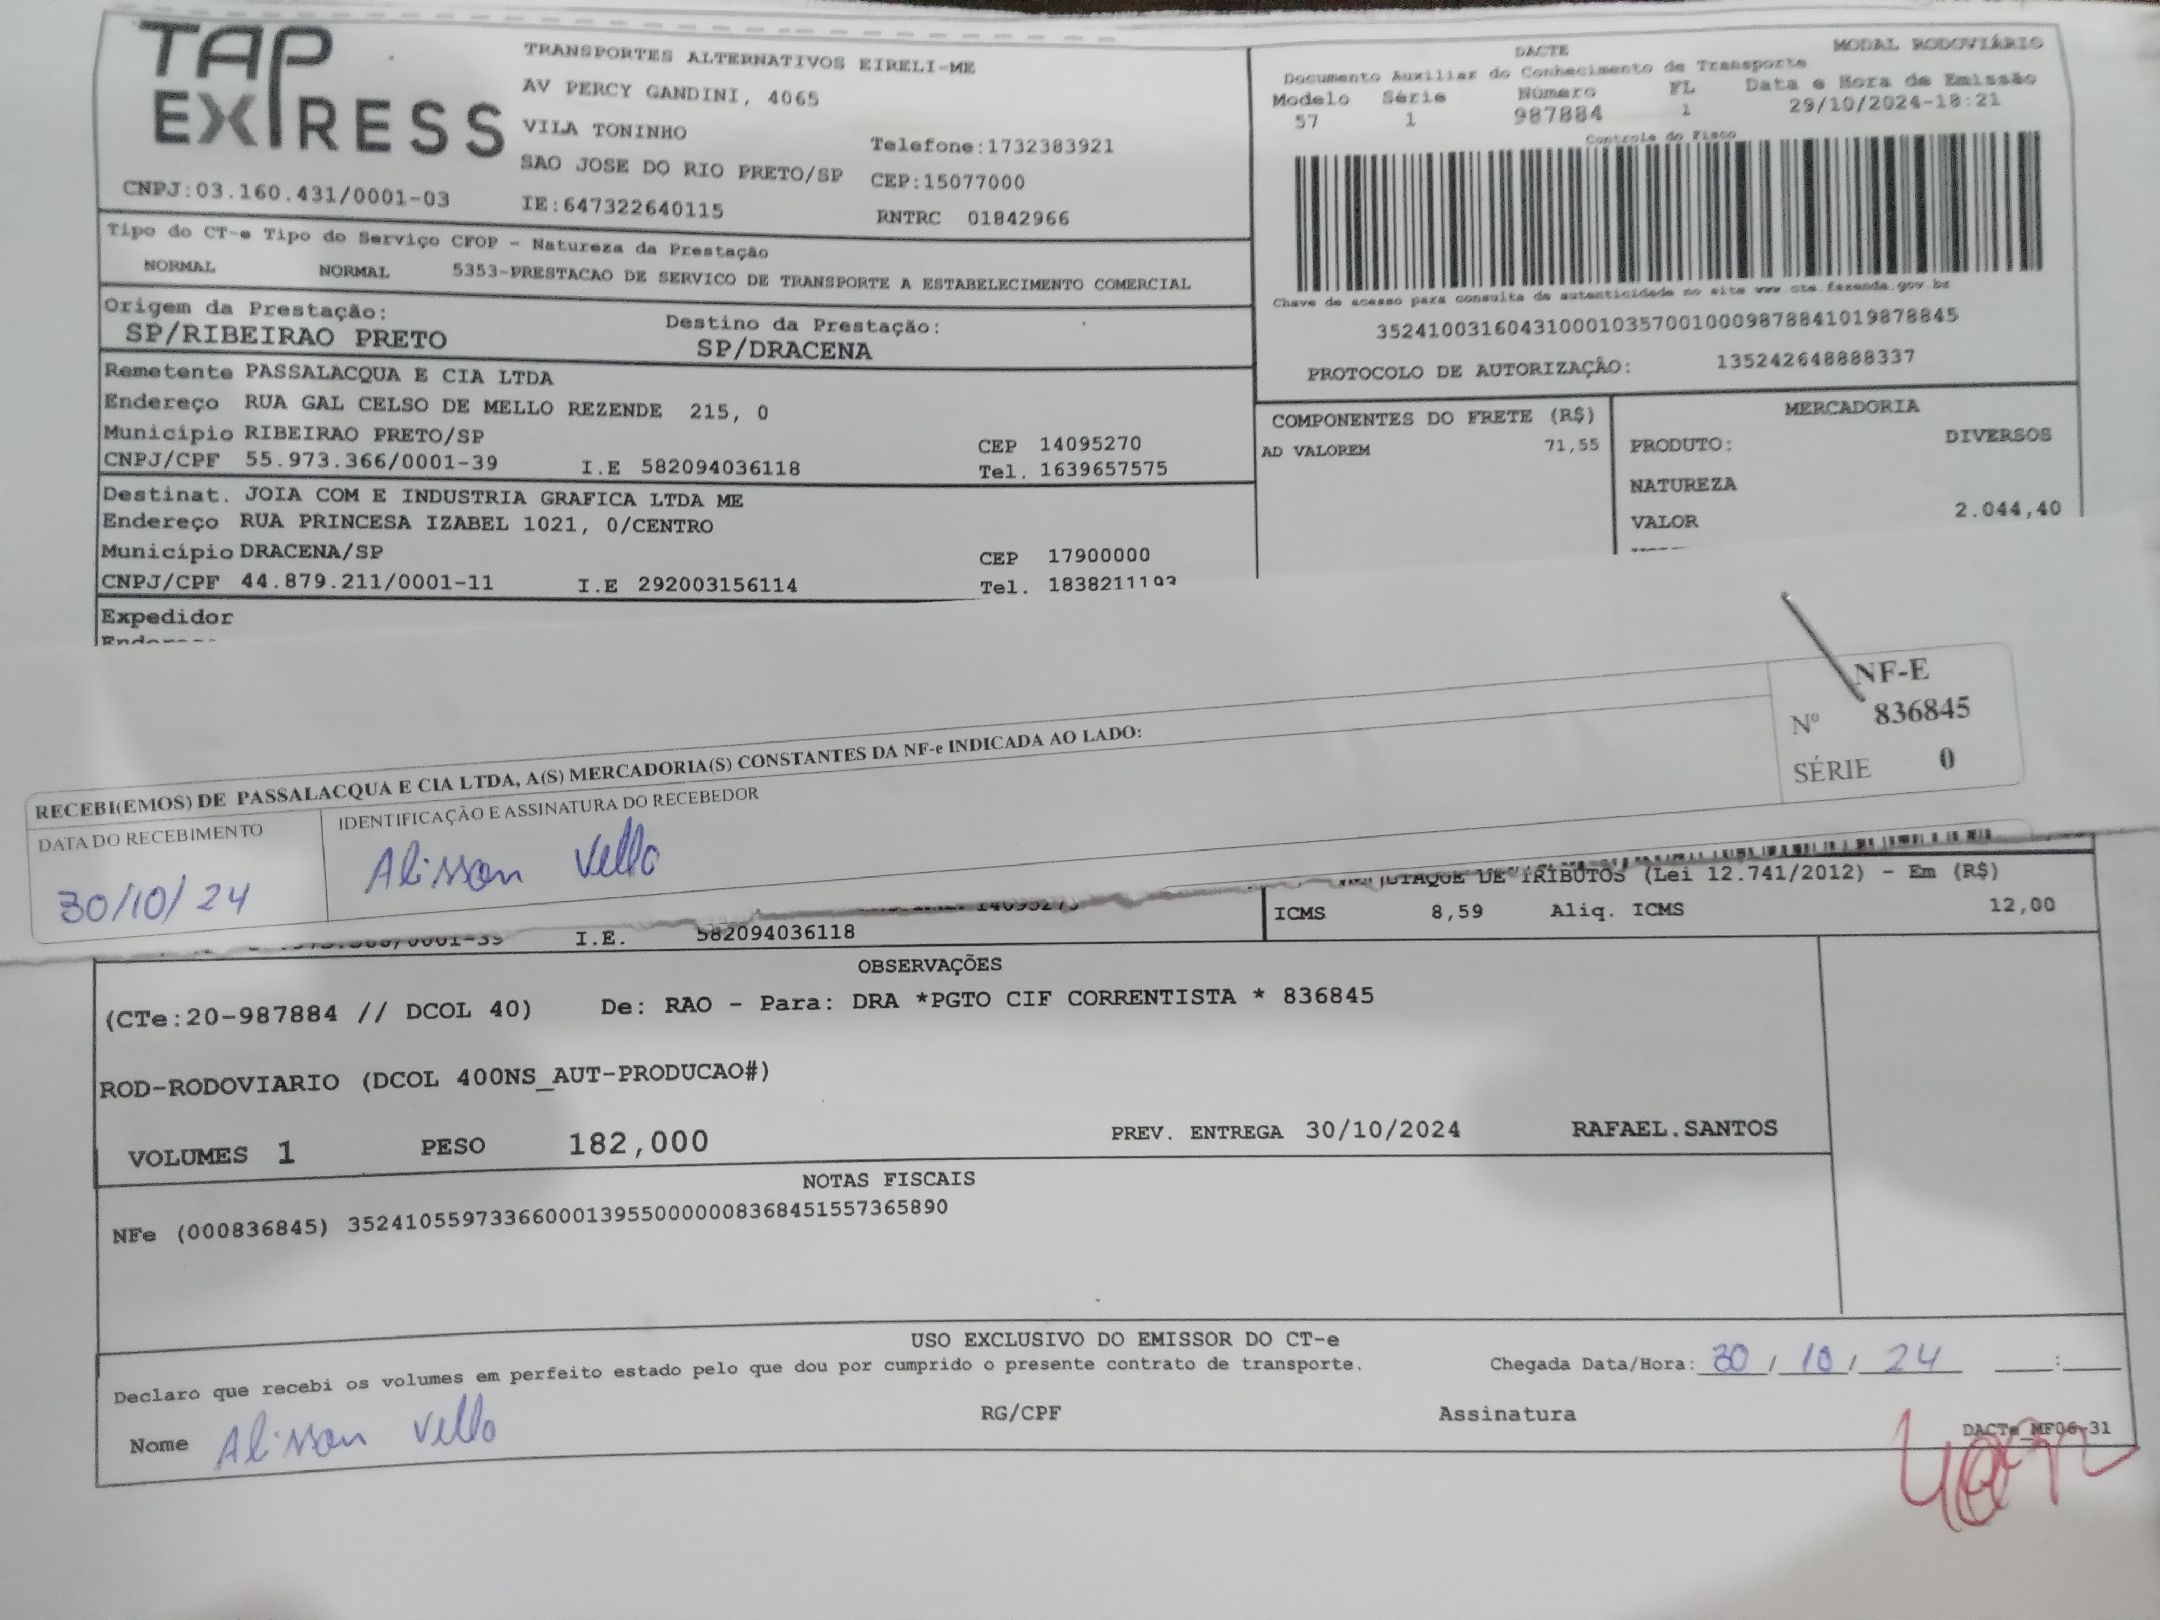 TAP
EXPRESS
CNPJ:03.160.431/0001-03
TRANSPORTES ALTERNATIVOS EIRELI-ME
AV PERCY GANDINI, 4065
VILA TONINHO
Telefone:1732383921
SAO JOSE DO RIO PRETO/SP CEP:15077000
IE:647322640115 RNTRC 01842966
DACTE MODAL RODOVIÁRIO
Documento Auxiliar do Conhecimento de Transporte
Modelo Série Número FL Data e Hora de Emissão
57 1 987884 1 29/10/2024-18:21
Controle do Fisco
Chave de acesso para consulta de autenticidade no site www.cte.fazenda.gov.br
PROTOCOLO DE AUTORIZAÇÃO: 135242648888337
Tipo do CT-e Tipo do Serviço CFOP - Natureza da Prestação
NORMAL NORMAL 5353-PRESTACAO DE SERVICO DE TRANSPORTE A ESTABELECIMENTO COMERCIAL
Origem da Prestação: Destino da Prestação:
SP/RIBEIRAO PRETO SP/DRACENA
Remetente PASSALACQUA E CIA LTDA
Endereço RUA GAL CELSO DE MELLO REZENDE 215, 0
Município RIBEIRAO PRETO/SP CEP 14095270
CNPJ/CPF 55.973.366/0001-39 I.E 582094036118 Tel. 1639657575
Destinat. JOIA COM E INDUSTRIA GRAFICA LTDA ME
Endereço RUA PRINCESA IZABEL 1021, 0/CENTRO
Município DRACENA/SP CEP 17900000
CNPJ/CPF 44.879.211/0001-11 I.E 292003156114 Tel. 1838211193
Expedidor
COMPONENTES DO FRETE (R$)
AD VALOREM 71,55
MERCADORIA
PRODUTO: DIVERSOS
NATUREZA
VALOR 2.044,40
NF-E
Nº 836845
SÉRIE 0
RECEBI(EMOS) DE PASSALACQUA E CIA LTDA, A(S) MERCADORIA(S) CONSTANTES DA NF-e INDICADA AO LADO:
DATA DO RECEBIMENTO IDENTIFICAÇÃO E ASSINATURA DO RECEBEDOR
30/10/24 Alisson Vello
DE TRIBUTOS (Lei 12.741/2012) - Em (R$)
ICMS 8,59 Aliq. ICMS 12,00
I.E. 582094036118
OBSERVAÇÕES
(CTe:20-987884 // DCOL 40) De: RAO - Para: DRA *PGTO CIF CORRENTISTA * 836845
ROD-RODOVIARIO (DCOL 400NS_AUT-PRODUCAO#)
VOLUMES 1 PESO 182,000 PREV. ENTREGA 30/10/2024 RAFAEL.SANTOS
NOTAS FISCAIS
NFe (000836845) 35241055973366000139550000008368451557365890
USO EXCLUSIVO DO EMISSOR DO CT-e
Declaro que recebi os volumes em perfeito estado pelo que dou por cumprido o presente contrato de transporte. Chegada Data/Hora: 30 / 10 / 24 ___:___
Nome Alisson Vello RG/CPF Assinatura